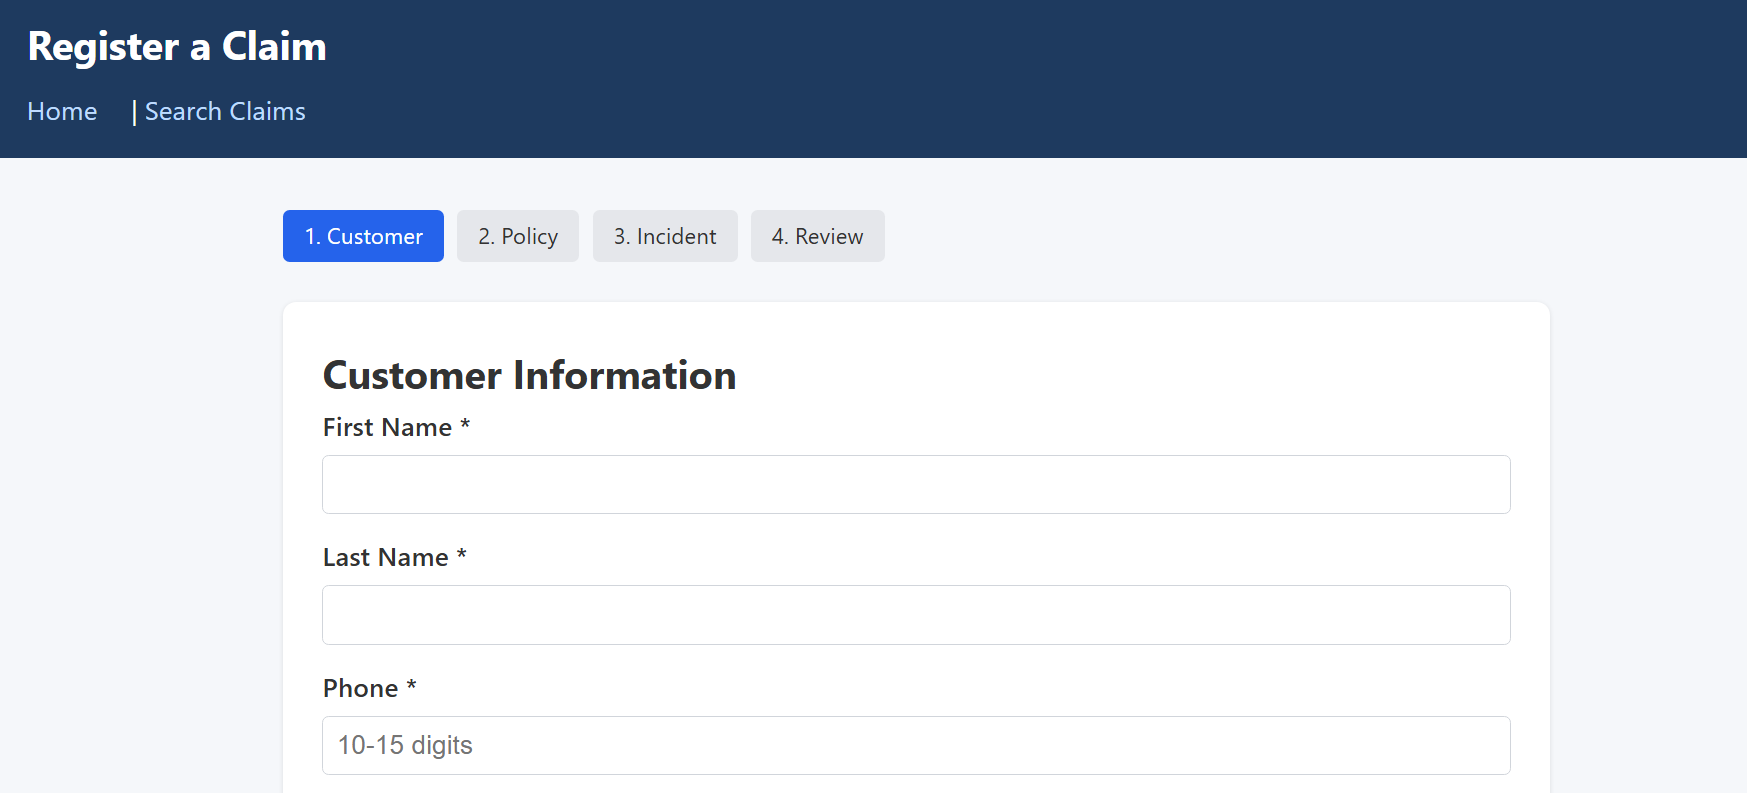 Register a Claim
Home | Search Claims
1. Customer 2. Policy 3. Incident 4. Review
Customer Information
First Name *
Last Name *
Phone *
10-15 digits